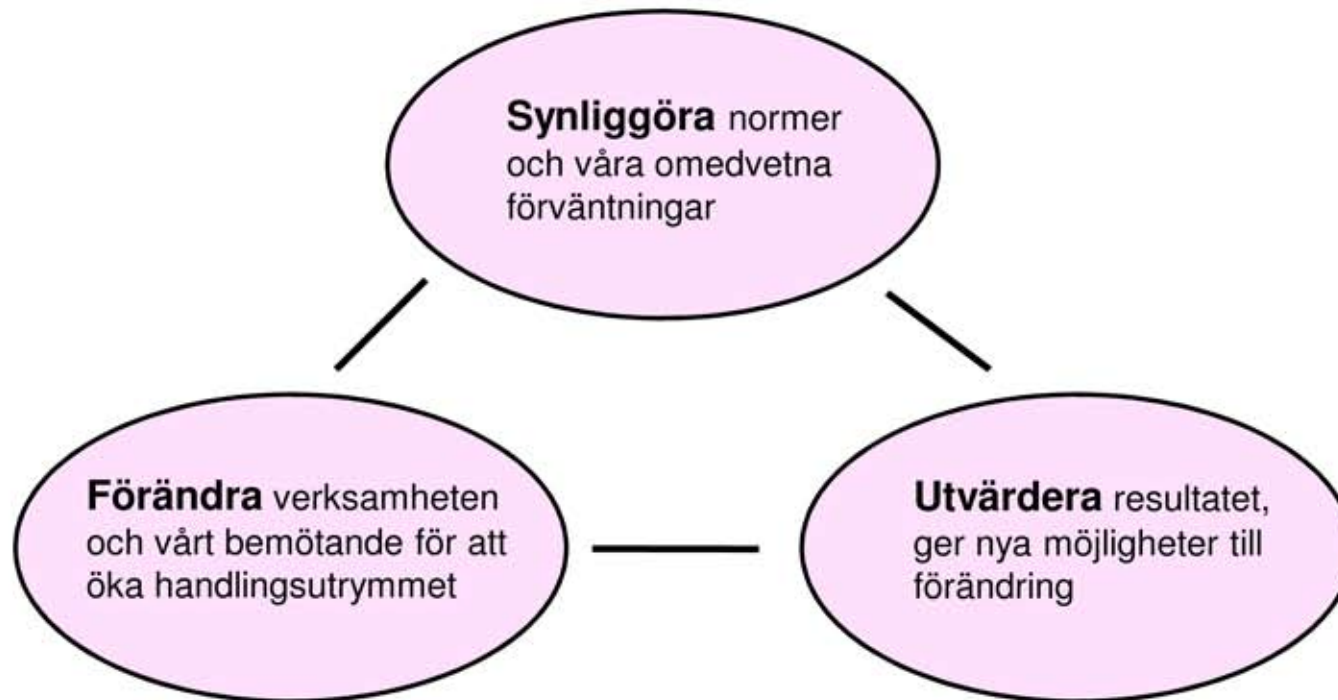 Synliggöra normer
och våra omedvetna
förväntningar
Förändra verksamheten
och vårt bemötande för att
öka handlingsutrymmet
Utvärdera resultatet,
ger nya möjligheter till
förändring